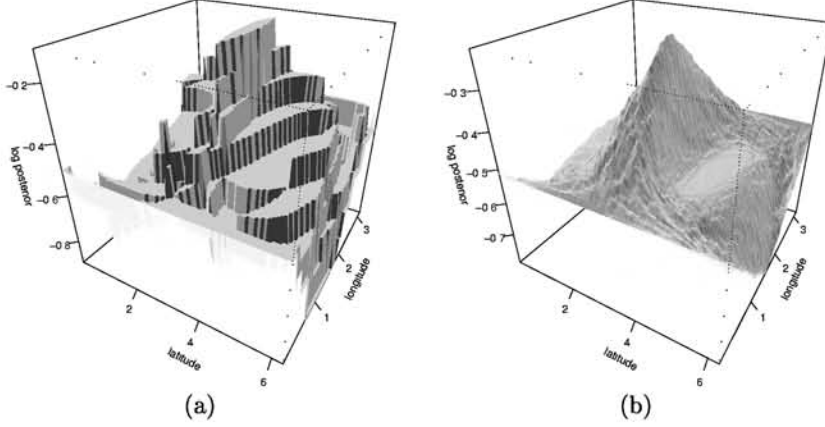 -0.2
-0.4
-0.6
-0.8
log posterior
2
4
6
latitude
1
2
3
longitude
(a)
-0.3
-0.4
-0.5
-0.6
-0.7
log posterior
2
4
6
latitude
1
2
3
longitude
(b)